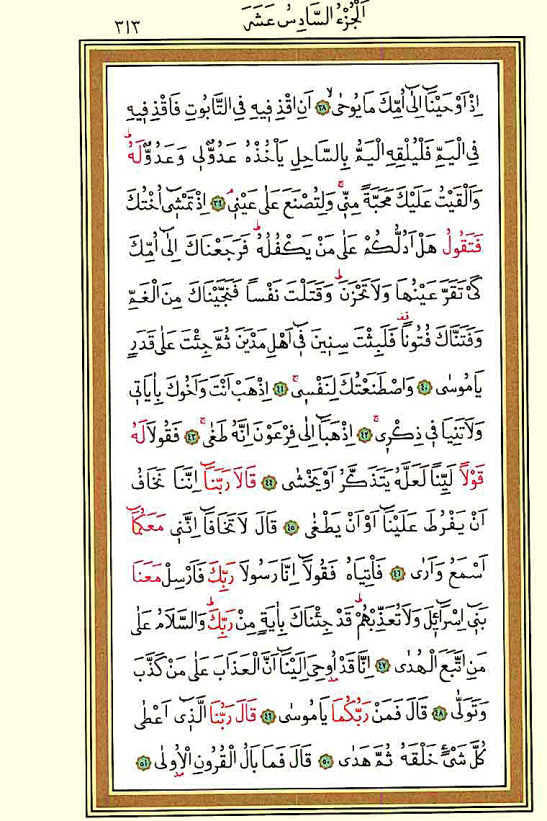 اَلْجُزْءُ السَّادِسُ عَشَرَ
٣١٣
اِذْ اَوْحَيْنَٓا اِلٰٓى اُمِّكَ مَا يُوحٰىۙ ﴿٣٨﴾ اَنِ اقْذِفٖيهِ فِي التَّابُوتِ فَاقْذِفٖيهِ
فِي الْيَمِّ فَلْيُلْقِهِ الْيَمُّ بِالسَّاحِلِ يَأْخُذْهُ عَدُوٌّ لٖي وَعَدُوٌّ لَهُۜ
وَاَلْقَيْتُ عَلَيْكَ مَحَبَّةً مِنّٖيۚ وَلِتُصْنَعَ عَلٰى عَيْنٖيۢ ﴿٣٩﴾ اِذْ تَمْشٖٓي اُخْتُكَ
فَتَقُولُ هَلْ اَدُلُّكُمْ عَلٰى مَنْ يَكْفُلُهُۜ فَرَجَعْنَاكَ اِلٰٓى اُمِّكَ
كَيْ تَقَرَّ عَيْنُهَا وَلَا تَحْزَنَۜ وَقَتَلْتَ نَفْساً فَنَجَّيْنَاكَ مِنَ الْغَمِّ
وَفَتَنَّاكَ فُتُوناًࠞ فَلَبِثْتَ سِنٖينَ فٖٓي اَهْلِ مَدْيَنَ ثُمَّ جِئْتَ عَلٰى قَدَرٍ
يَا مُوسٰى ﴿٤٠﴾ وَاصْطَنَعْتُكَ لِنَفْسٖيۚ ﴿٤١﴾ اِذْهَبْ اَنْتَ وَاَخُوكَ بِاٰيَاتٖي
وَلَا تَنِيَا فٖي ذِكْرٖيۚ ﴿٤٢﴾ اِذْهَبَٓا اِلٰى فِرْعَوْنَ اِنَّهُ طَغٰىۚ ﴿٤٣﴾ فَقُولَا لَهُ
قَوْلاً لَيِّناً لَعَلَّهُ يَتَذَكَّرُ اَوْ يَخْشٰى ﴿٤٤﴾ قَالَا رَبَّنَٓا اِنَّنَا نَخَافُ
اَنْ يَفْرُطَ عَلَيْنَٓا اَوْ اَنْ يَطْغٰى ﴿٤٥﴾ قَالَ لَا تَخَافَٓا اِنَّنٖي مَعَكُمَٓا
اَسْمَعُ وَاَرٰى ﴿٤٦﴾ فَأْتِيَاهُ فَقُولَٓا اِنَّا رَسُولَا رَبِّكَ فَاَرْسِلْ مَعَنَا
بَنٖٓي اِسْرَٓائٖلَ وَلَا تُعَذِّبْهُمْۜ قَدْ جِئْنَاكَ بِاٰيَةٍ مِنْ رَبِّكَۜ وَالسَّلَامُ عَلٰى
مَنِ اتَّبَعَ الْهُدٰى ﴿٤٧﴾ اِنَّا قَدْ اُوحِيَ اِلَيْنَٓا اَنَّ الْعَذَابَ عَلٰى مَنْ كَذَّبَ
وَتَوَلّٰى ﴿٤٨﴾ قَالَ فَمَنْ رَبُّكُمَا يَا مُوسٰى ﴿٤٩﴾ قَالَ رَبُّنَا الَّذٖٓي اَعْطٰى
كُلَّ شَيْءٍ خَلْقَهُ ثُمَّ هَدٰى ﴿٥٠﴾ قَالَ فَمَا بَالُ الْقُرُونِ الْاُولٰى ﴿٥١﴾